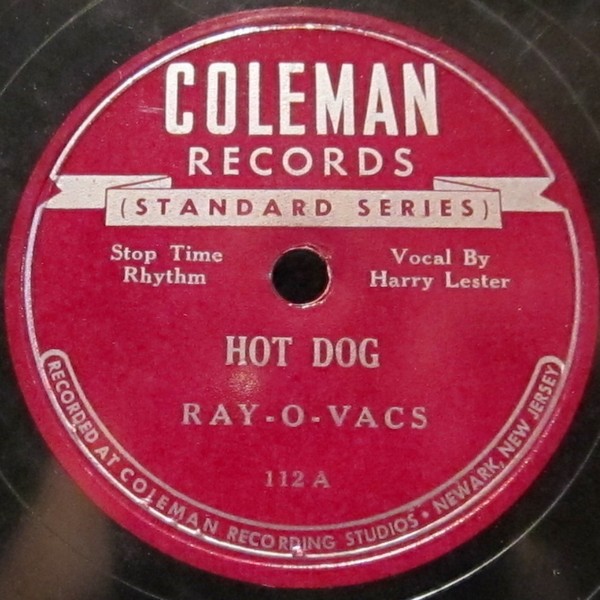 COLEMAN
RECORDS
(STANDARD SERIES)
Stop Time
Rhythm
Vocal By
Harry Lester
HOT DOG
RAY-O-VACS
112 A
RECORDED AT COLEMAN RECORDING STUDIOS • NEWARK, NEW JERSEY